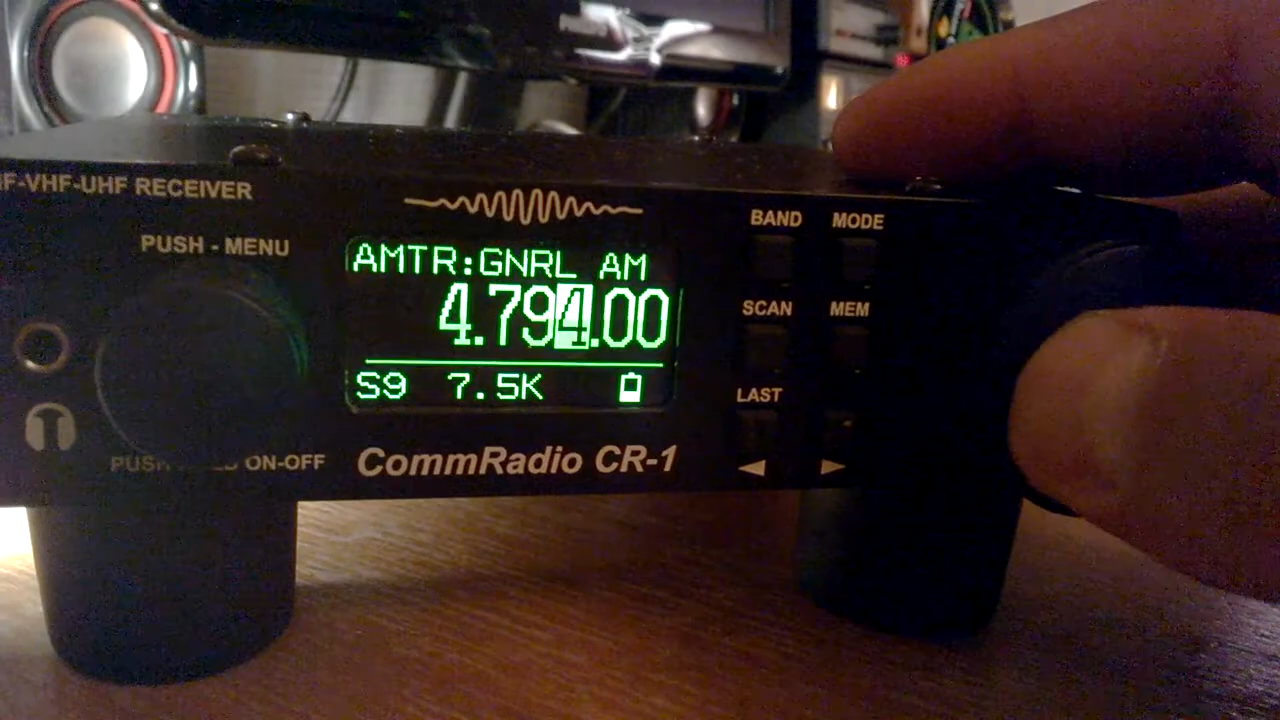 HF-VHF-UHF RECEIVER
PUSH - MENU
AMTR:GNRL AM
4.794.00
S9 7.5K
BAND MODE
SCAN MEM
LAST
PUSH ON-OFF
CommRadio CR-1